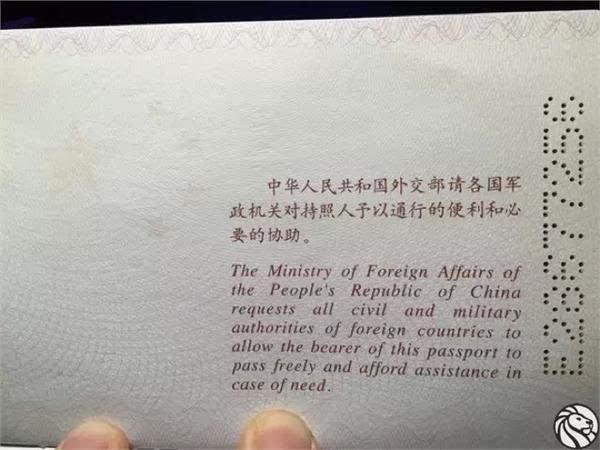 中华人民共和国外交部请各国军
政机关对持照人予以通行的便利和必
要的协助。
The Ministry of Foreign Affairs of
the People's Republic of China
requests all civil and military
authorities of foreign countries to
allow the bearer of this passport to
pass freely and afford assistance in
case of need.